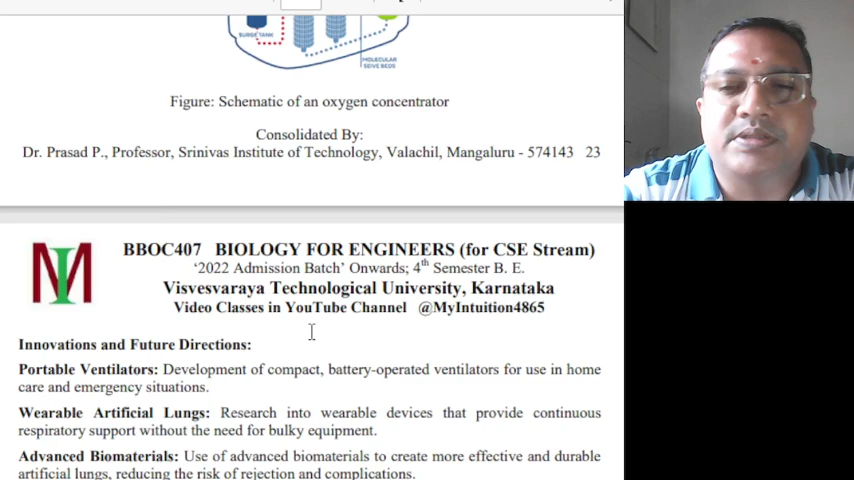 SURGE TANK
MOLECULAR
SEIVE BEDS
Figure: Schematic of an oxygen concentrator
Consolidated By:
Dr. Prasad P., Professor, Srinivas Institute of Technology, Valachil, Mangaluru - 574143 23
BBOC407 BIOLOGY FOR ENGINEERS (for CSE Stream)
‘2022 Admission Batch’ Onwards; 4th Semester B. E.
Visvesvaraya Technological University, Karnataka
Video Classes in YouTube Channel @MyIntuition4865
Innovations and Future Directions:
Portable Ventilators: Development of compact, battery-operated ventilators for use in home
care and emergency situations.
Wearable Artificial Lungs: Research into wearable devices that provide continuous
respiratory support without the need for bulky equipment.
Advanced Biomaterials: Use of advanced biomaterials to create more effective and durable
artificial lungs, reducing the risk of rejection and complications.